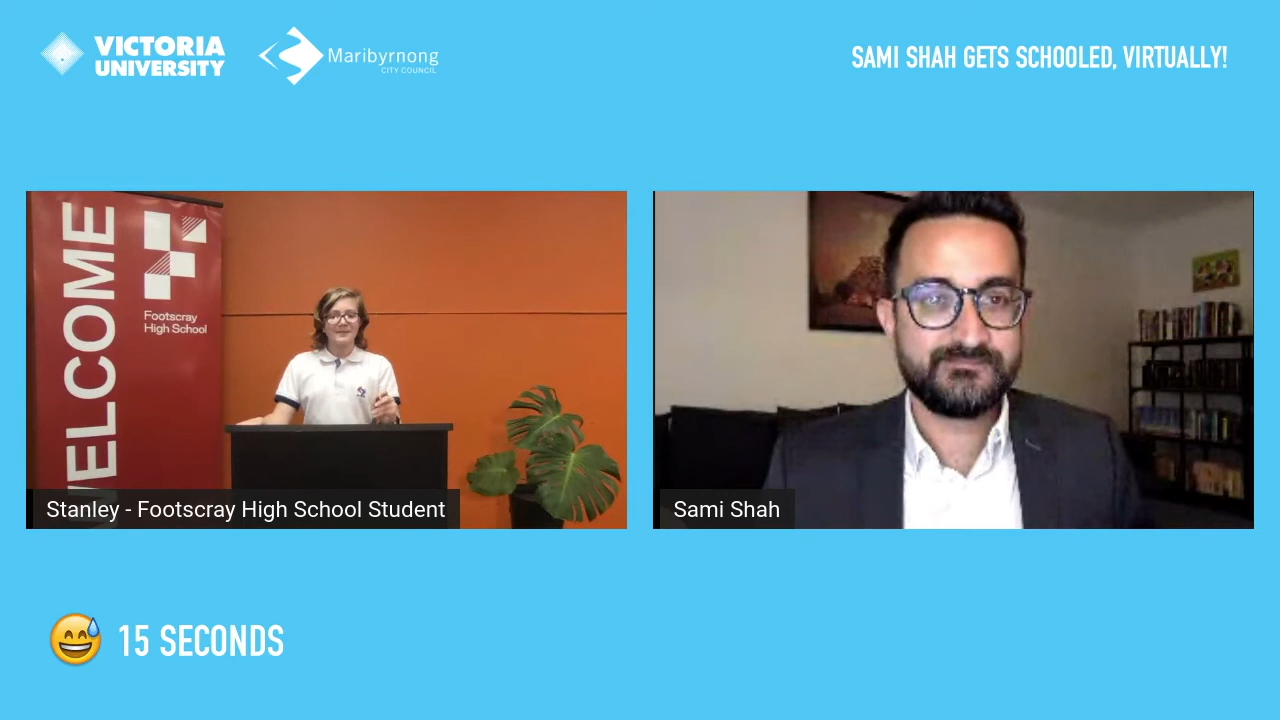 VICTORIA
UNIVERSITY
Maribyrnong
CITY COUNCIL
SAMI SHAH GETS SCHOOLED, VIRTUALLY!
WELCOME
Footscray
High School
Stanley - Footscray High School Student
Sami Shah
15 SECONDS